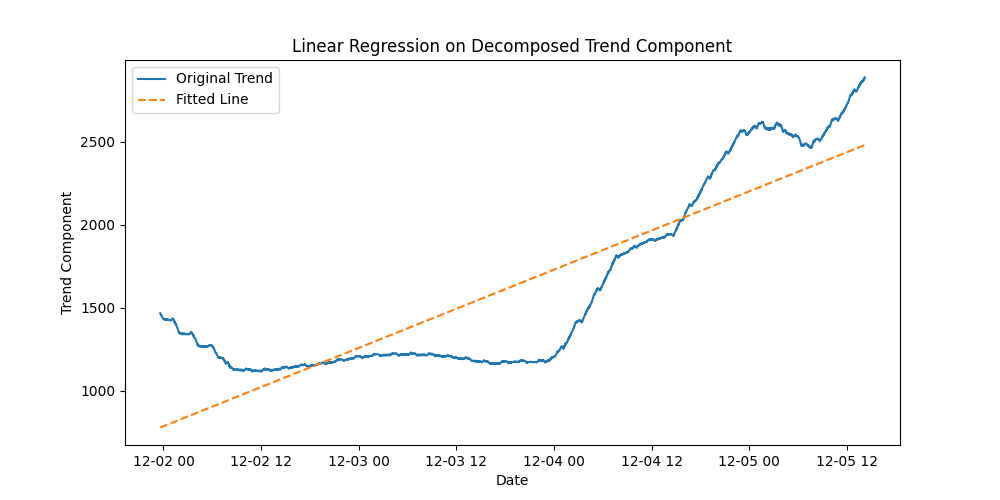 Linear Regression on Decomposed Trend Component
Original Trend
Fitted Line
Trend Component
2500
2000
1500
1000
12-02 00
12-02 12
12-03 00
12-03 12
12-04 00
12-04 12
12-05 00
12-05 12
Date